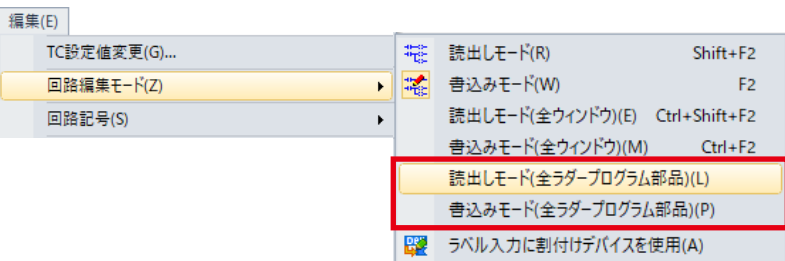 編集(E)
TC設定値変更(G)...
回路編集モード(Z)
回路記号(S)
読出しモード(R) Shift+F2
書込みモード(W) F2
読出しモード(全ウィンドウ)(E) Ctrl+Shift+F2
書込みモード(全ウィンドウ)(M) Ctrl+F2
読出しモード(全ラダープログラム部品)(L)
書込みモード(全ラダープログラム部品)(P)
ラベル入力に割付けデバイスを使用(A)